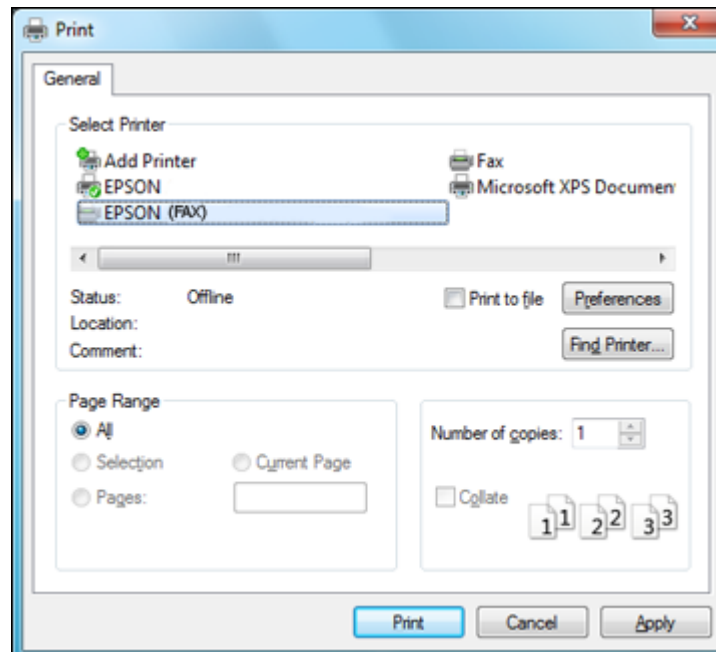 Print
General
Select Printer
Add Printer
Fax
EPSON
Microsoft XPS Documen
EPSON (FAX)
Status: Offline
Print to file
Preferences
Location:
Comment:
Find Printer...
Page Range
All
Selection
Current Page
Pages:
Number of copies: 1
Collate
1 1 2 2 3 3
Print
Cancel
Apply